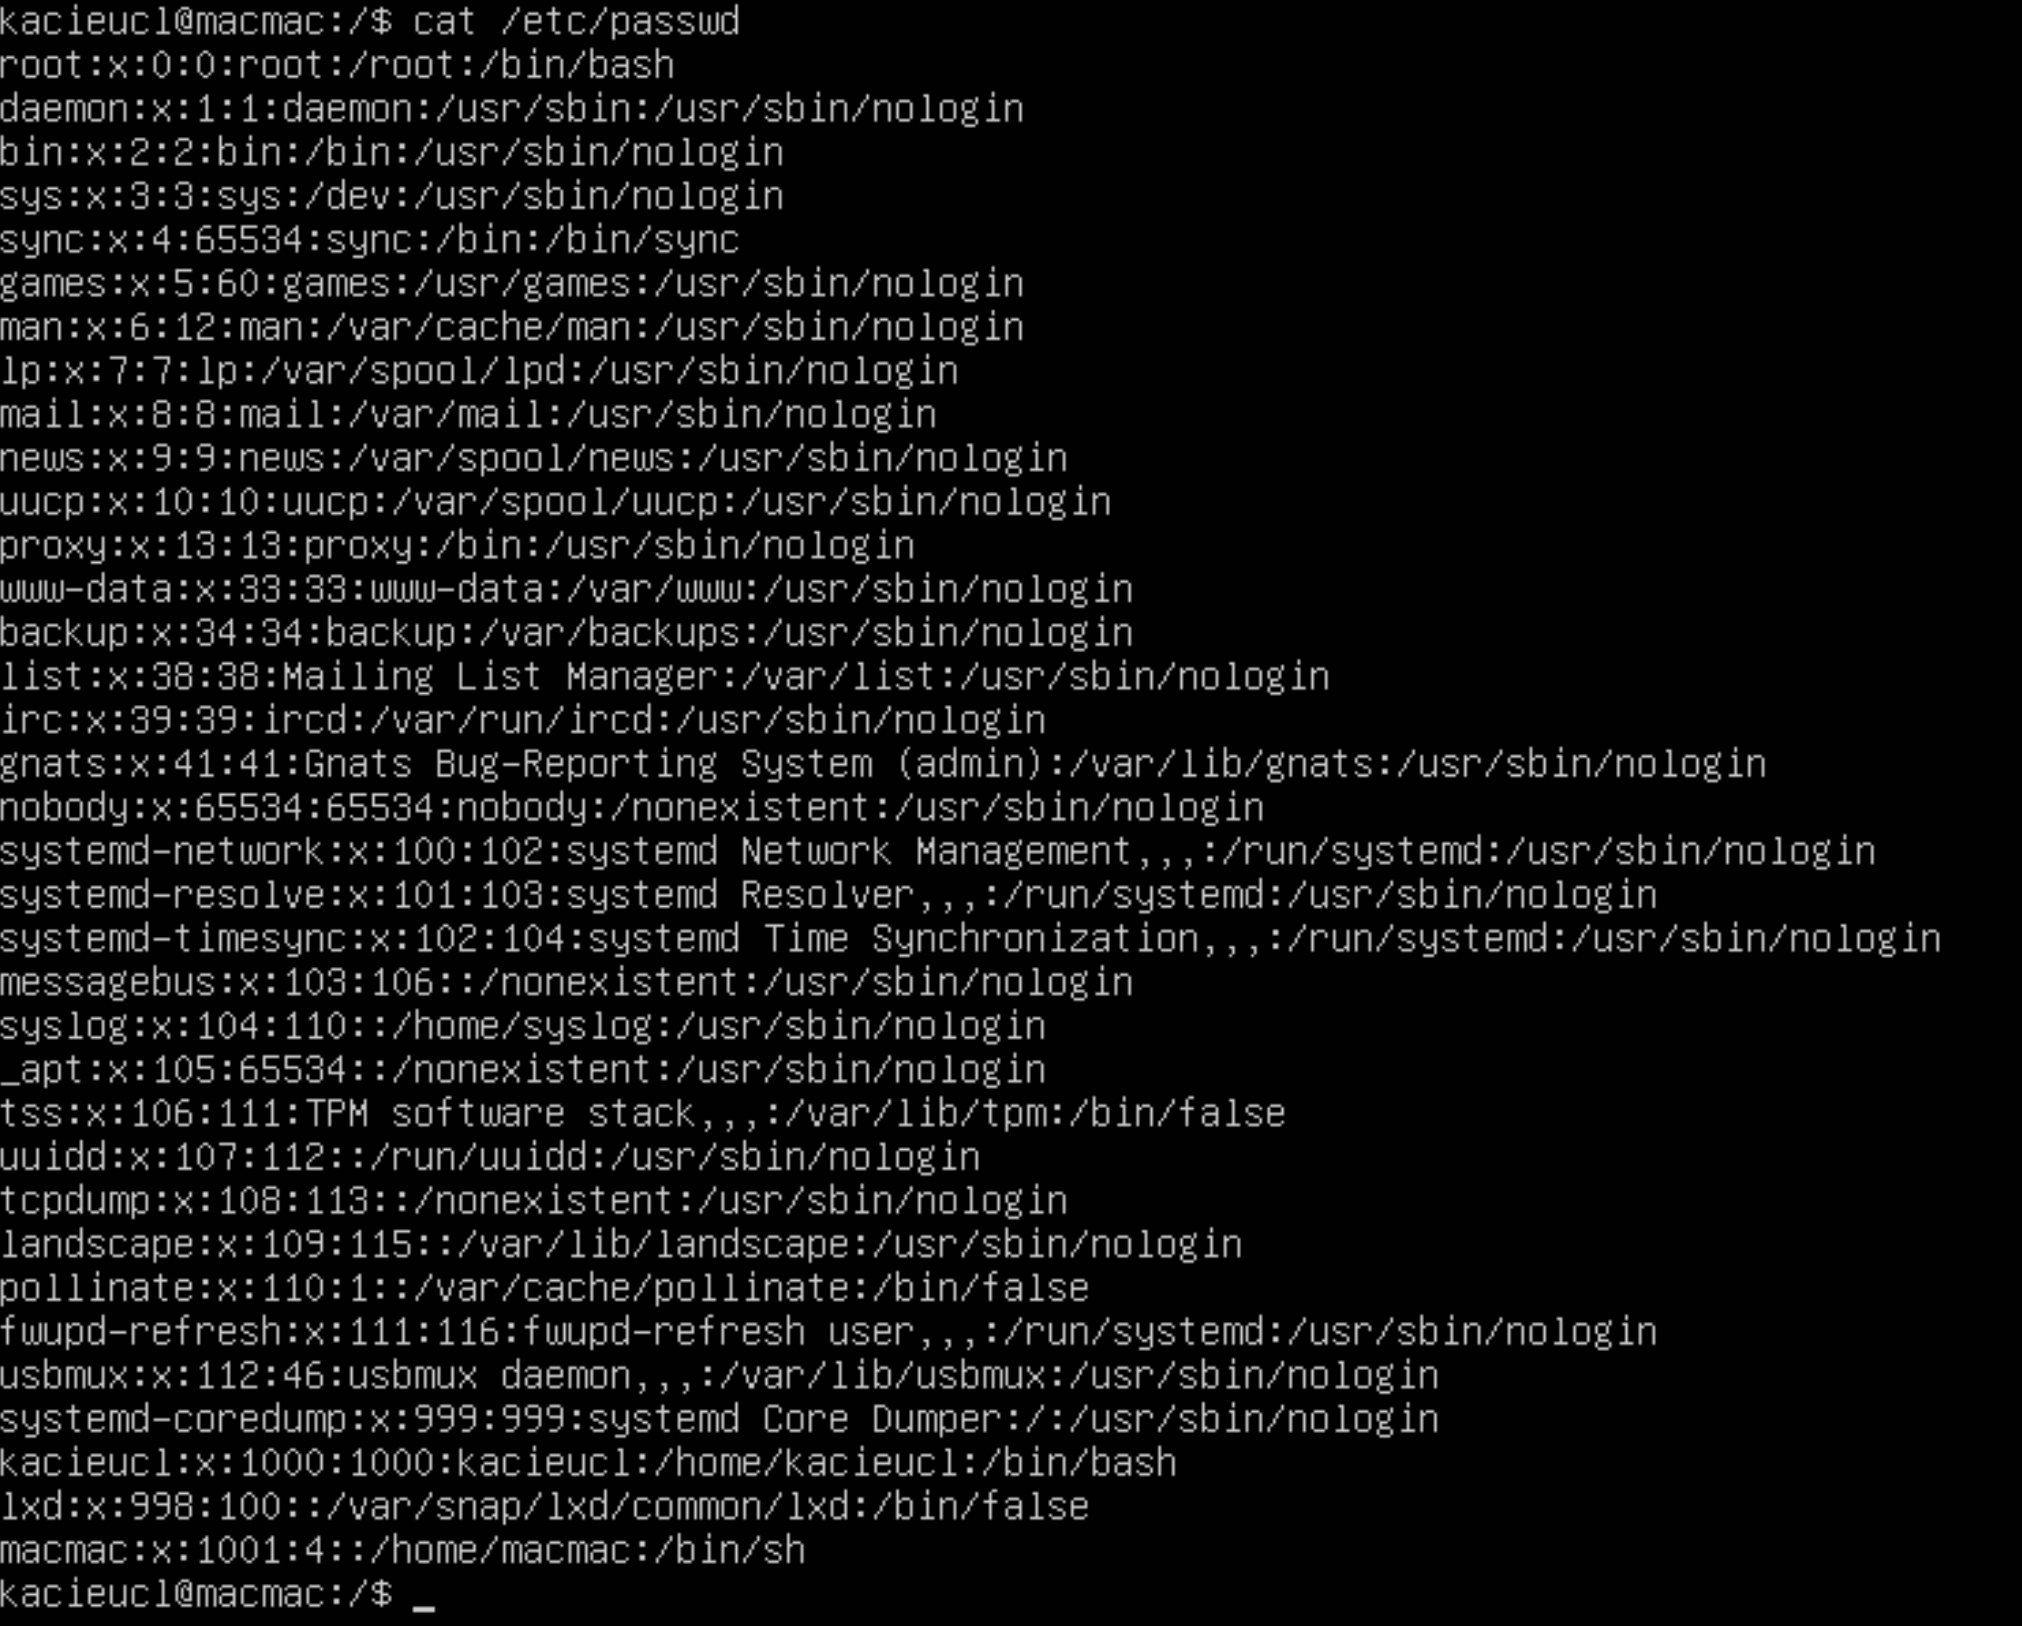 kacieucl@macmac:/$ cat /etc/passwd
root:x:0:0:root:/root:/bin/bash
daemon:x:1:1:daemon:/usr/sbin:/usr/sbin/nologin
bin:x:2:2:bin:/bin:/usr/sbin/nologin
sys:x:3:3:sys:/dev:/usr/sbin/nologin
sync:x:4:65534:sync:/bin:/bin/sync
games:x:5:60:games:/usr/games:/usr/sbin/nologin
man:x:6:12:man:/var/cache/man:/usr/sbin/nologin
lp:x:7:7:lp:/var/spool/lpd:/usr/sbin/nologin
mail:x:8:8:mail:/var/mail:/usr/sbin/nologin
news:x:9:9:news:/var/spool/news:/usr/sbin/nologin
uucp:x:10:10:uucp:/var/spool/uucp:/usr/sbin/nologin
proxy:x:13:13:proxy:/bin:/usr/sbin/nologin
www-data:x:33:33:www-data:/var/www:/usr/sbin/nologin
backup:x:34:34:backup:/var/backups:/usr/sbin/nologin
list:x:38:38:Mailing List Manager:/var/list:/usr/sbin/nologin
irc:x:39:39:ircd:/var/run/ircd:/usr/sbin/nologin
gnats:x:41:41:Gnats Bug-Reporting System (admin):/var/lib/gnats:/usr/sbin/nologin
nobody:x:65534:65534:nobody:/nonexistent:/usr/sbin/nologin
systemd-network:x:100:102:systemd Network Management,,,:/run/systemd:/usr/sbin/nologin
systemd-resolve:x:101:103:systemd Resolver,,,:/run/systemd:/usr/sbin/nologin
systemd-timesync:x:102:104:systemd Time Synchronization,,,:/run/systemd:/usr/sbin/nologin
messagebus:x:103:106::/nonexistent:/usr/sbin/nologin
syslog:x:104:110::/home/syslog:/usr/sbin/nologin
_apt:x:105:65534::/nonexistent:/usr/sbin/nologin
tss:x:106:111:TPM software stack,,,:/var/lib/tpm:/bin/false
uuidd:x:107:112::/run/uuidd:/usr/sbin/nologin
tcpdump:x:108:113::/nonexistent:/usr/sbin/nologin
landscape:x:109:115::/var/lib/landscape:/usr/sbin/nologin
pollinate:x:110:1::/var/cache/pollinate:/bin/false
fwupd-refresh:x:111:116:fwupd-refresh user,,,:/run/systemd:/usr/sbin/nologin
usbmux:x:112:46:usbmux daemon,,,:/var/lib/usbmux:/usr/sbin/nologin
systemd-coredump:x:999:999:systemd Core Dumper:/:/usr/sbin/nologin
kacieucl:x:1000:1000:kacieucl:/home/kacieucl:/bin/bash
lxd:x:998:100::/var/snap/lxd/common/lxd:/bin/false
macmac:x:1001:4::/home/macmac:/bin/sh
kacieucl@macmac:/$ _